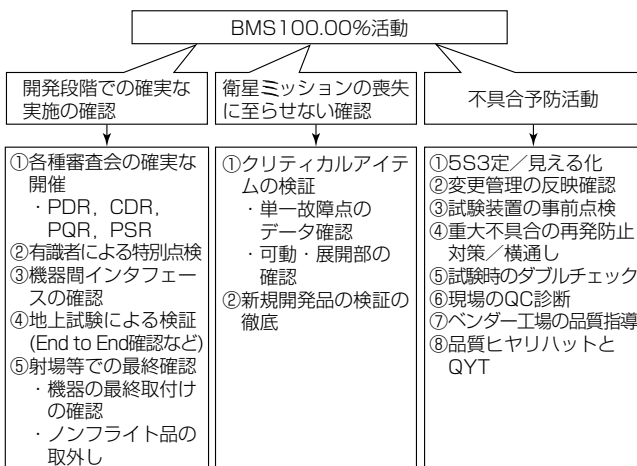 BMS100.00%活動
開発段階での確実な
実施の確認
①各種審査会の確実な
開催
・PDR，CDR，
PQR，PSR
②有識者による特別点検
③機器間インタフェー
スの確認
④地上試験による検証
(End to End確認など)
⑤射場等での最終確認
・機器の最終取付け
の確認
・ノンフライト品の
取外し
衛星ミッションの喪失
に至らせない確認
①クリティカルアイテ
ムの検証
・単一故障点の
データ確認
・可動・展開部の
確認
②新規開発品の検証の
徹底
不具合予防活動
①5S3定／見える化
②変更管理の反映確認
③試験装置の事前点検
④重大不具合の再発防止
対策／横通し
⑤試験時のダブルチェック
⑥現場のQC診断
⑦ベンダー工場の品質指導
⑧品質ヒヤリハットと
QYT